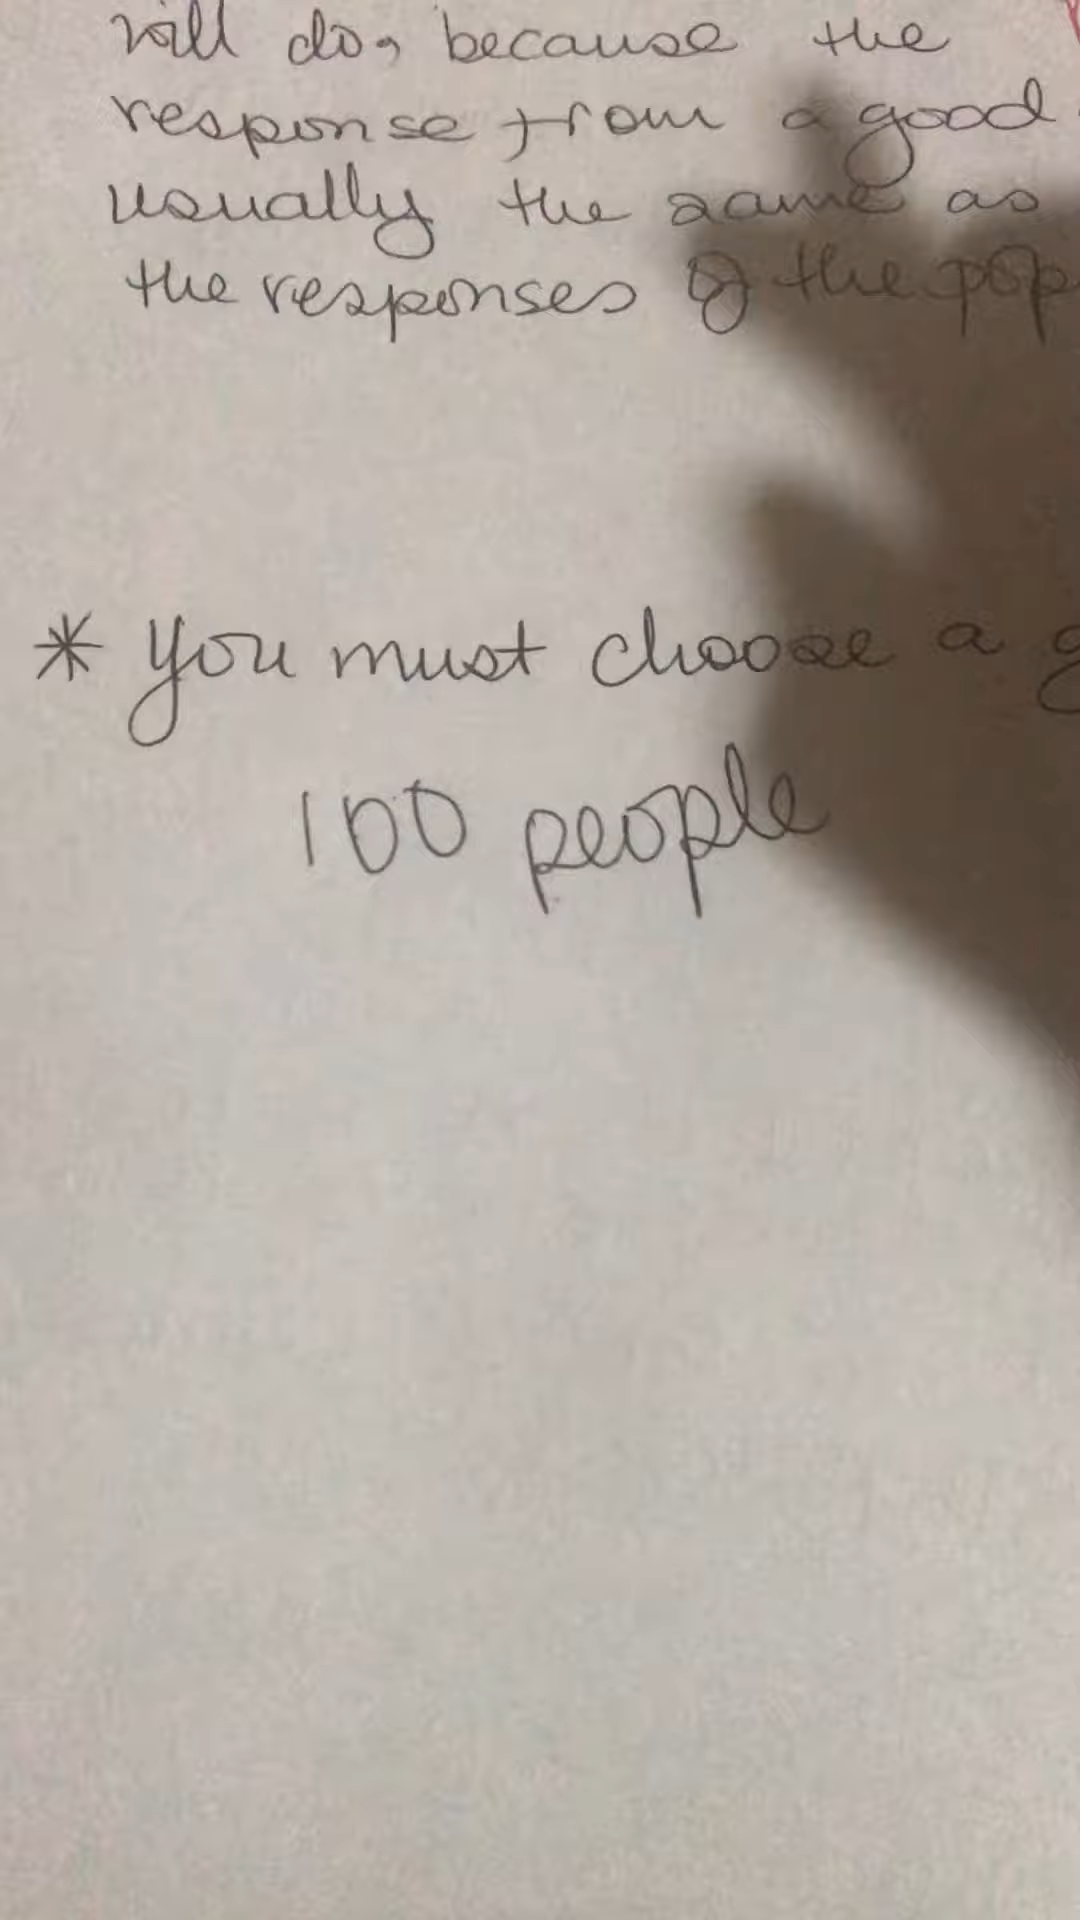 will do, because the
response from a good
usually the same as
the responses of the pop
* You must choose a g
100 people